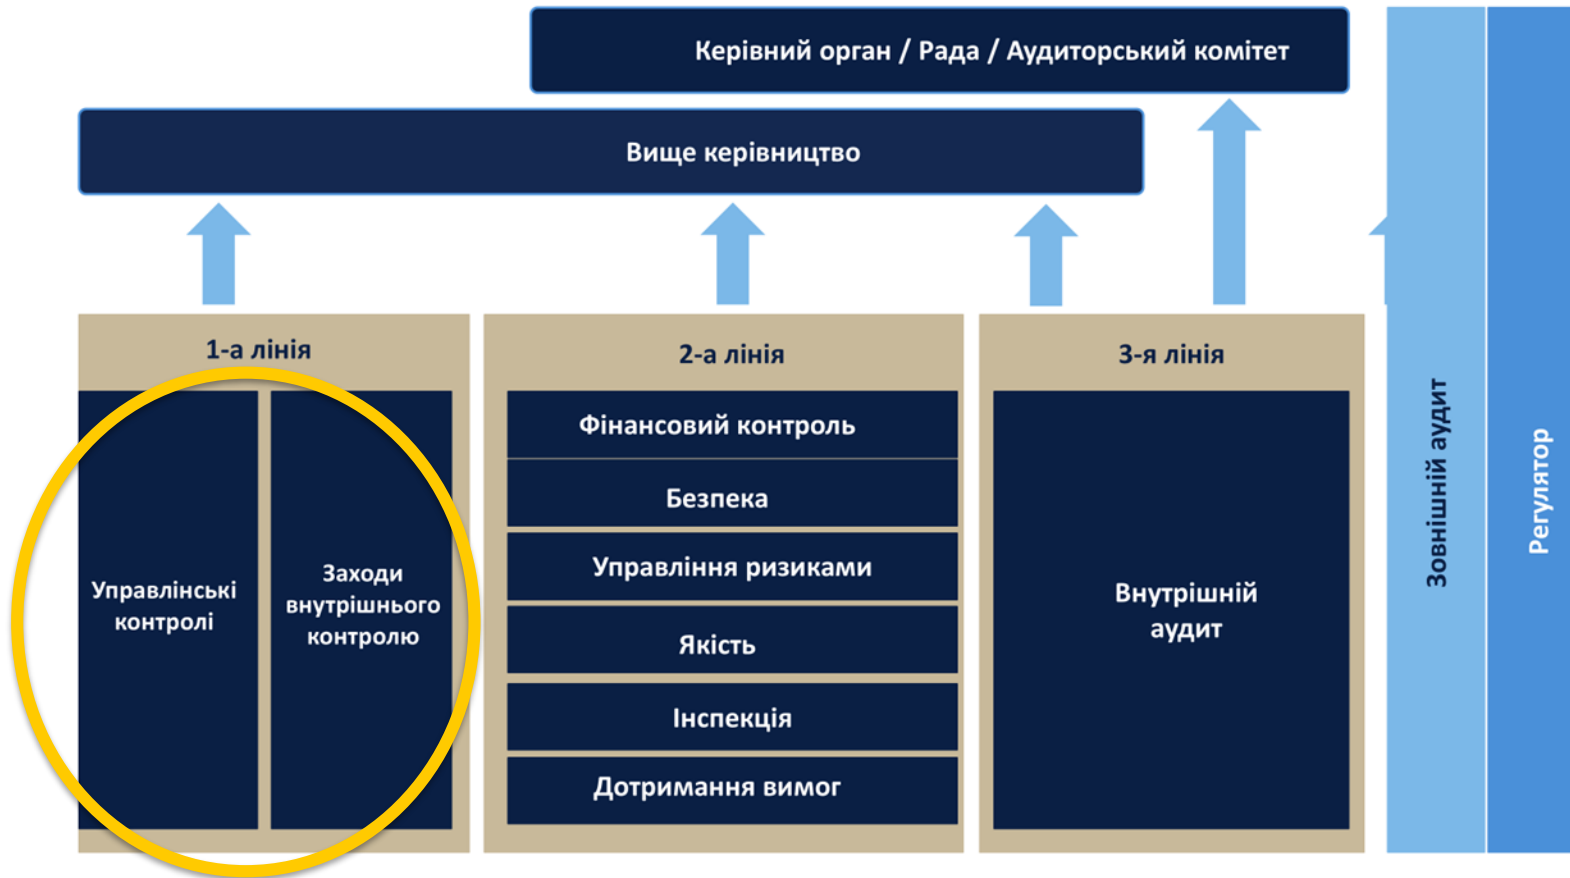 Керівний орган / Рада / Аудиторський комітет
Вище керівництво
1-а лінія
Управлінські
контролі
Заходи
внутрішнього
контролю
2-а лінія
Фінансовий контроль
Безпека
Управління ризиками
Якість
Інспекція
Дотримання вимог
3-я лінія
Внутрішній
аудит
Зовнішній аудит
Регулятор